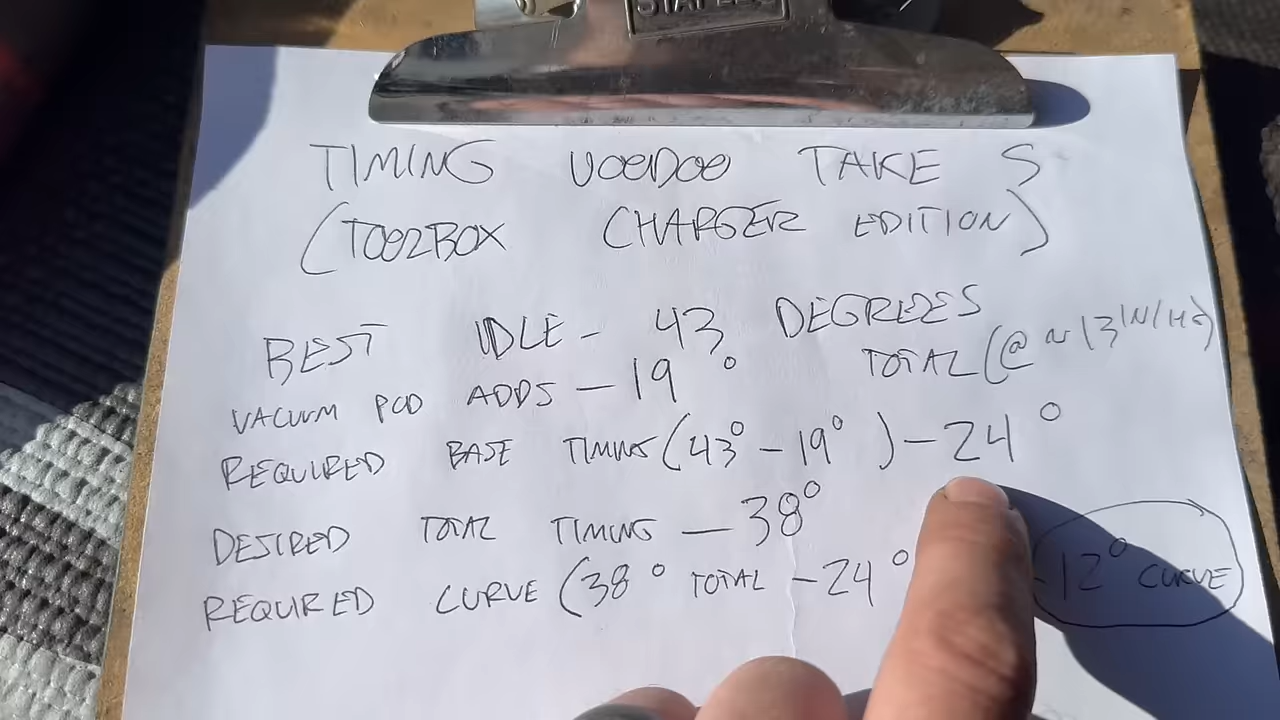 STAPLES
TIMING VOODOO TAKE 5
(TOOLBOX CHARGER EDITION)
BEST IDLE - 43 DEGREES
TOTAL (@ ~13 IN/HG)
VACUUM POD ADDS - 19°
REQUIRED BASE TIMING (43° - 19°) - 24°
DESIRED TOTAL TIMING - 38°
REQUIRED CURVE (38° TOTAL - 24°
12° CURVE